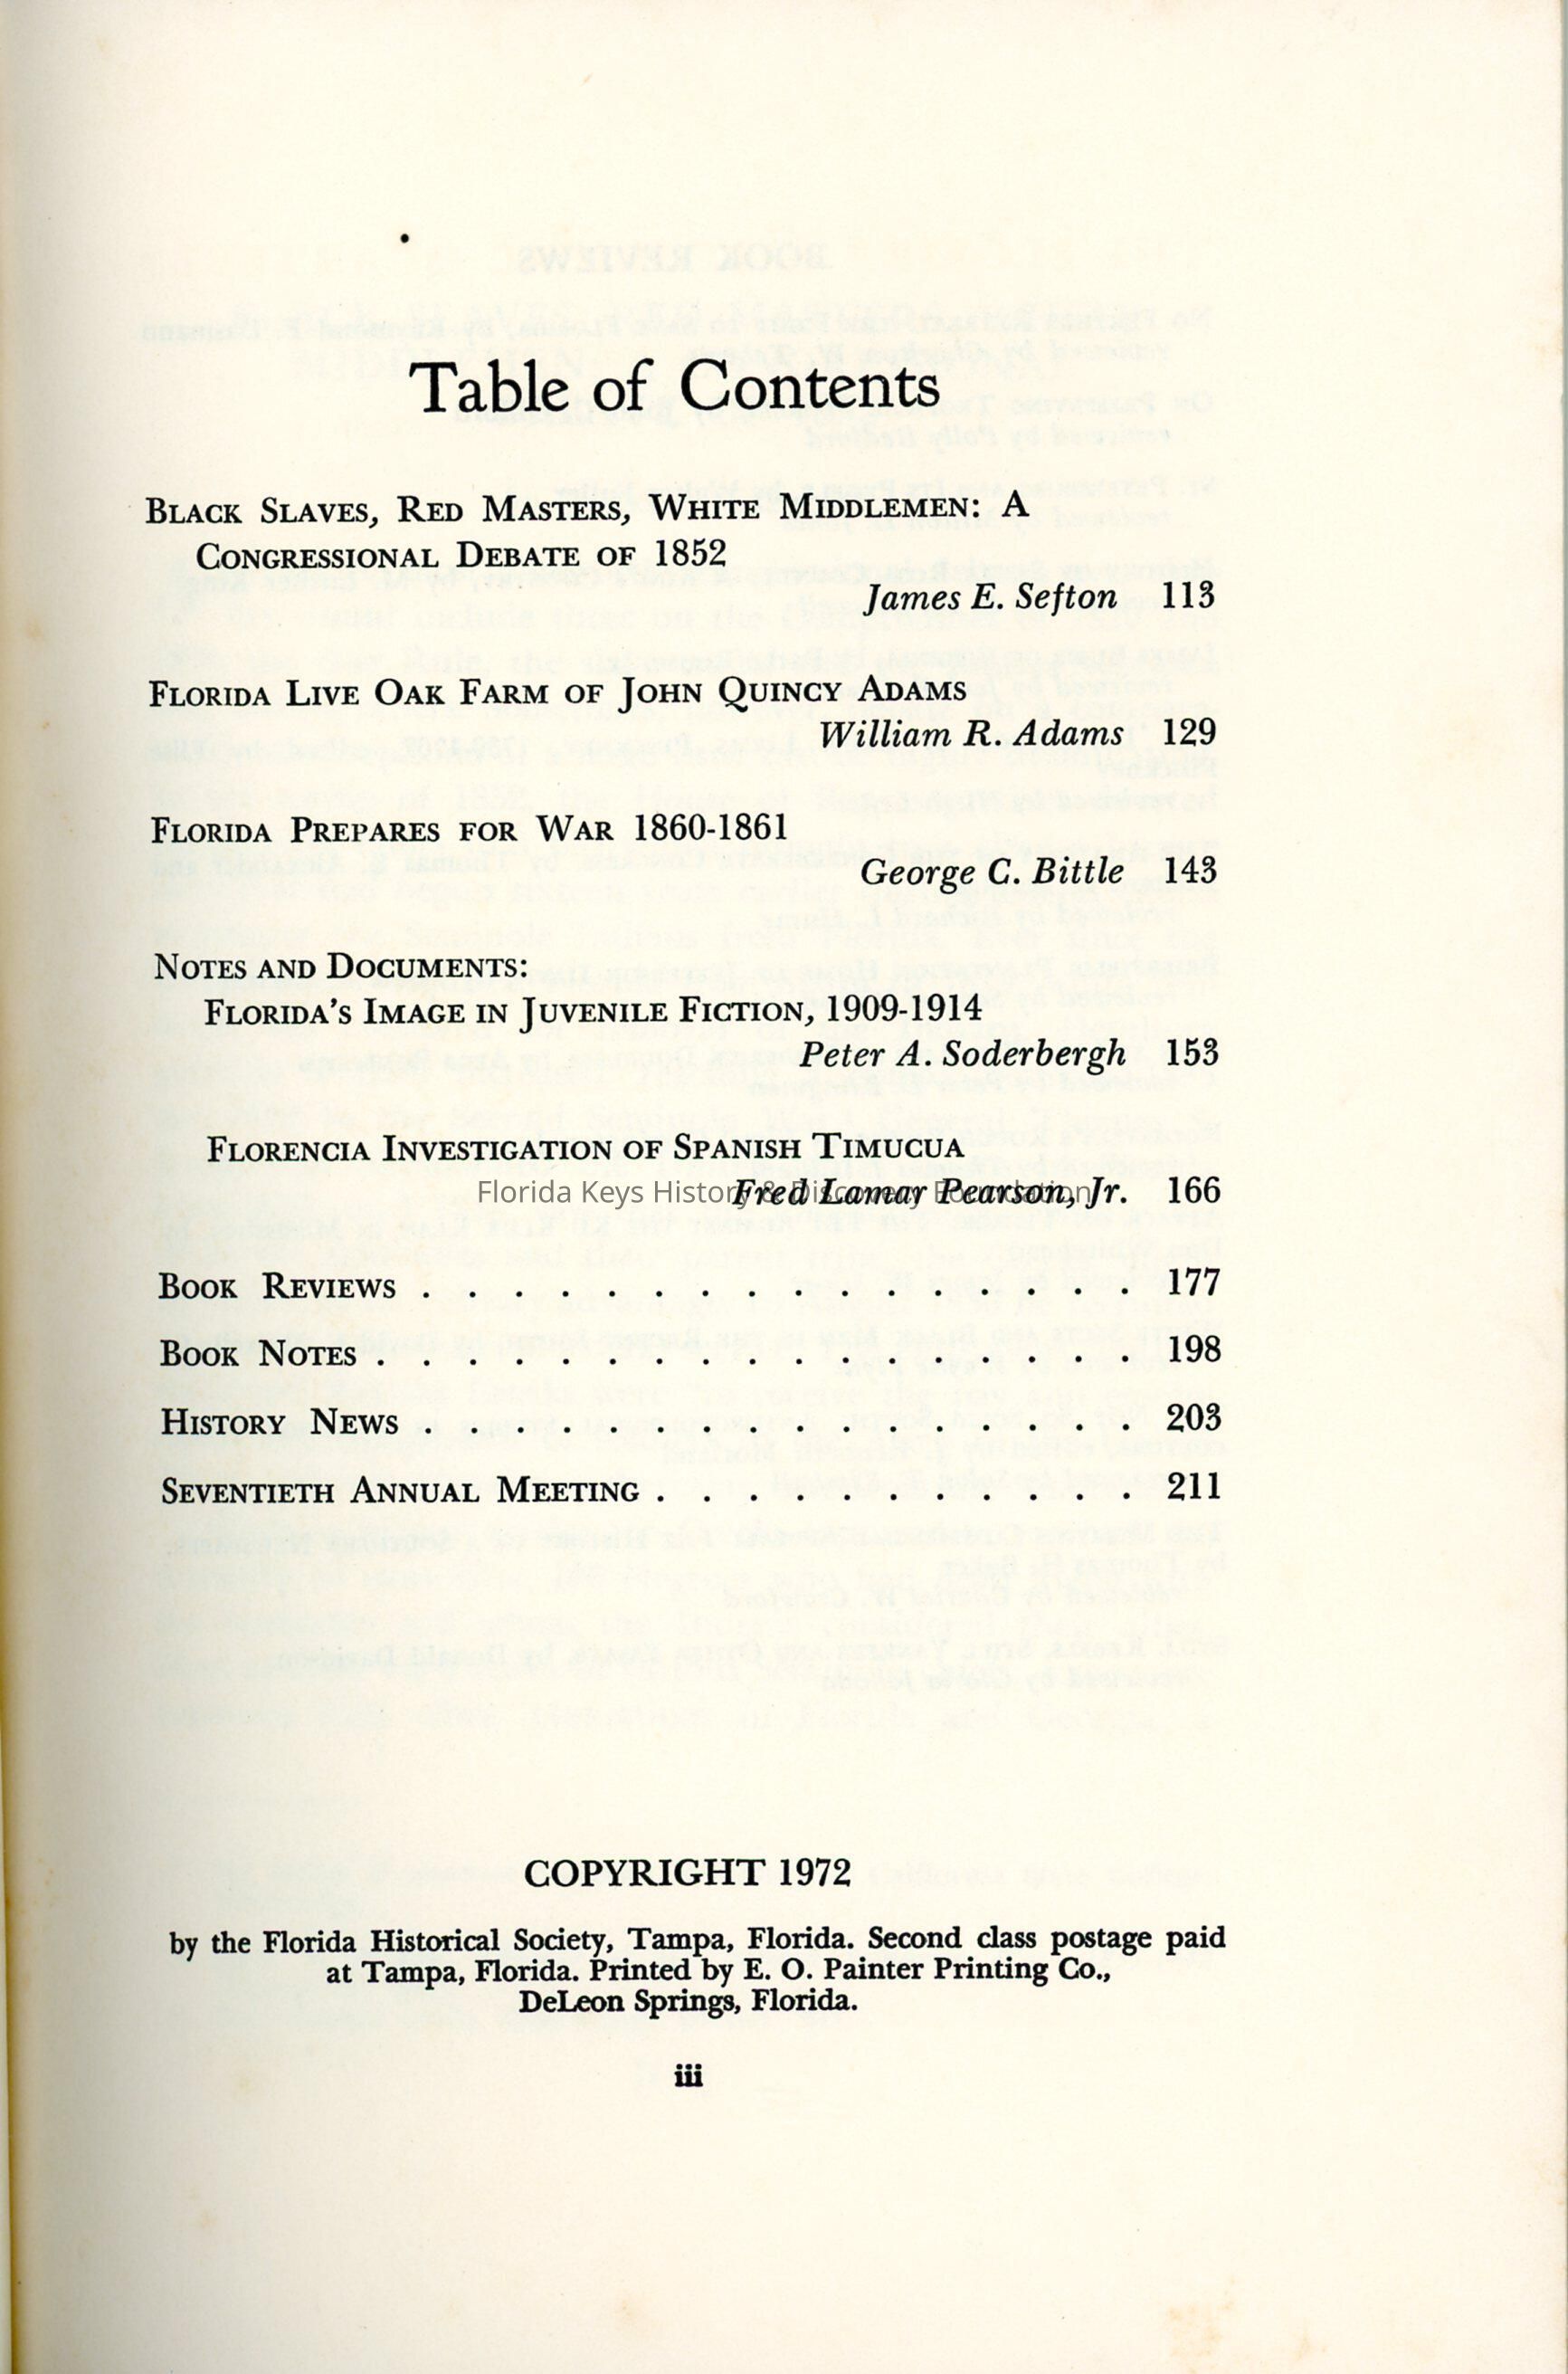 Table of Contents
BLACK SLAVES, RED MASTERS, WHITE MIDDLEMEN: A
CONGRESSIONAL DEBATE OF 1852
James E. Sefton 113
FLORIDA LIVE OAK FARM OF JOHN QUINCY ADAMS
William R. Adams 129
FLORIDA PREPARES FOR WAR 1860-1861
George C. Bittle 143
NOTES AND DOCUMENTS:
FLORIDA'S IMAGE IN JUVENILE FICTION, 1909-1914
Peter A. Soderbergh 153
FLORENCIA INVESTIGATION OF SPANISH TIMUCUA
Fred Lamar Pearson, Jr. 166
Florida Keys History & Discovery Foundation
BOOK REVIEWS . . . . . . . . . . . . . . . . 177
BOOK NOTES . . . . . . . . . . . . . . . . . 198
HISTORY NEWS . . . . . . . . . . . . . . . . 203
SEVENTIETH ANNUAL MEETING . . . . . . . . . . . 211
COPYRIGHT 1972
by the Florida Historical Society, Tampa, Florida. Second class postage paid
at Tampa, Florida. Printed by E. O. Painter Printing Co.,
DeLeon Springs, Florida.
iii